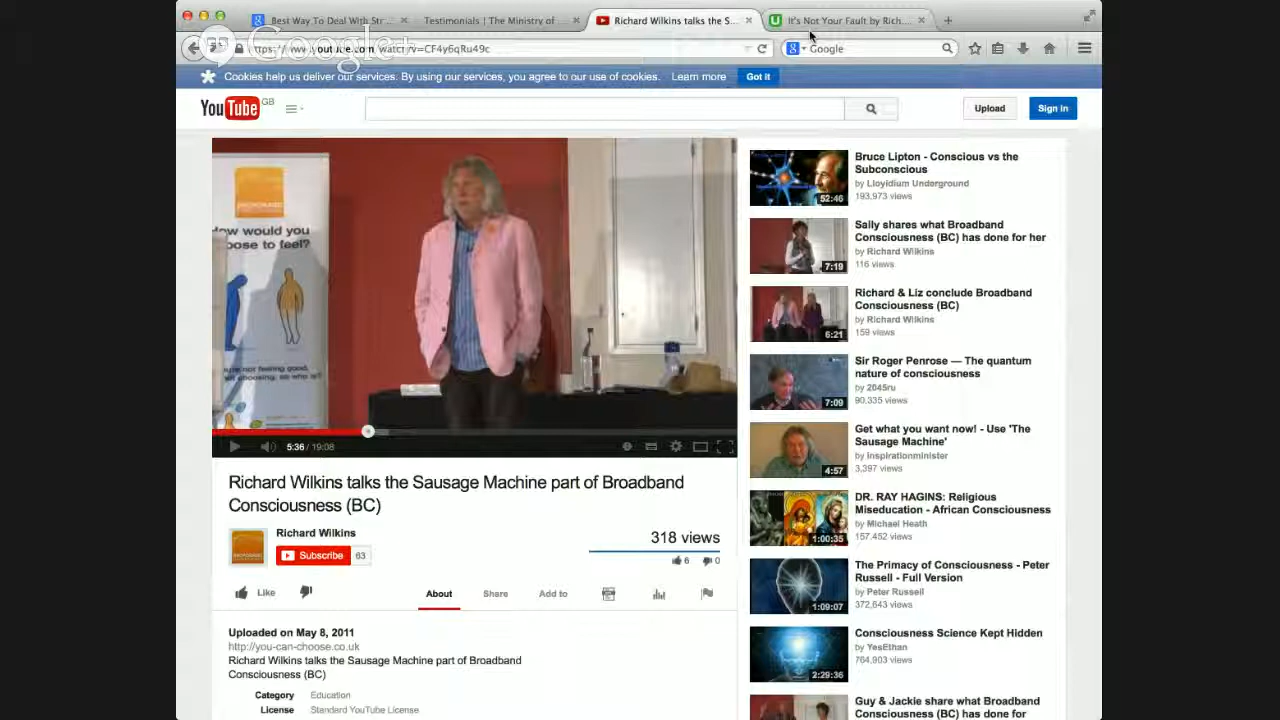 Best Way To Deal With Str...
Testimonials | The Ministry of ...
Richard Wilkins talks the S...
It's Not Your Fault by Rich...
Google+
youtube.com/watch?v=CF4y6qRu49c
Google
Cookies help us deliver our services. By using our services, you agree to our use of cookies. Learn more Got it
YouTube GB
Upload
Sign in
How would you
choose to feel?
5:36 / 19:08
Richard Wilkins talks the Sausage Machine part of Broadband
Consciousness (BC)
Richard Wilkins
Subscribe 63
318 views
6 0
Like
About
Share
Add to
Uploaded on May 8, 2011
http://you-can-choose.co.uk
Richard Wilkins talks the Sausage Machine part of Broadband
Consciousness (BC)
Category Education
License Standard YouTube License
Bruce Lipton - Conscious vs the
Subconscious
by Lloyidium Underground
193,973 views
52:46
Sally shares what Broadband
Consciousness (BC) has done for her
by Richard Wilkins
116 views
7:19
Richard & Liz conclude Broadband
Consciousness (BC)
by Richard Wilkins
159 views
6:21
Sir Roger Penrose — The quantum
nature of consciousness
by 2045ru
90,335 views
7:09
Get what you want now! - Use 'The
Sausage Machine'
by inspirationminister
3,397 views
4:57
DR. RAY HAGINS: Religious
Miseducation - African Consciousness
by Michael Heath
157,452 views
1:00:35
The Primacy of Consciousness - Peter
Russell - Full Version
by Peter Russell
372,643 views
1:09:07
Consciousness Science Kept Hidden
by YesEthan
764,903 views
2:29:36
Guy & Jackie share what Broadband
Consciousness (BC) has done for